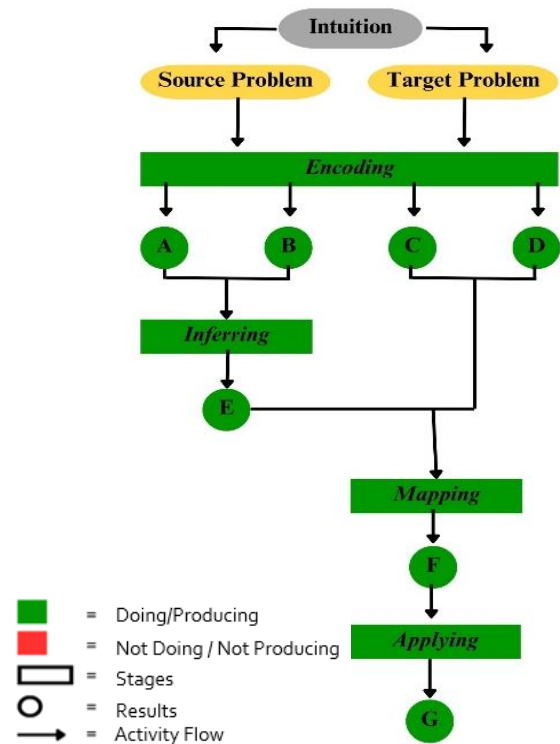 Intuition
Source Problem
Target Problem
Encoding
A
B
C
D
Inferring
E
Mapping
F
Applying
G
= Doing/Producing
= Not Doing / Not Producing
= Stages
= Results
= Activity Flow